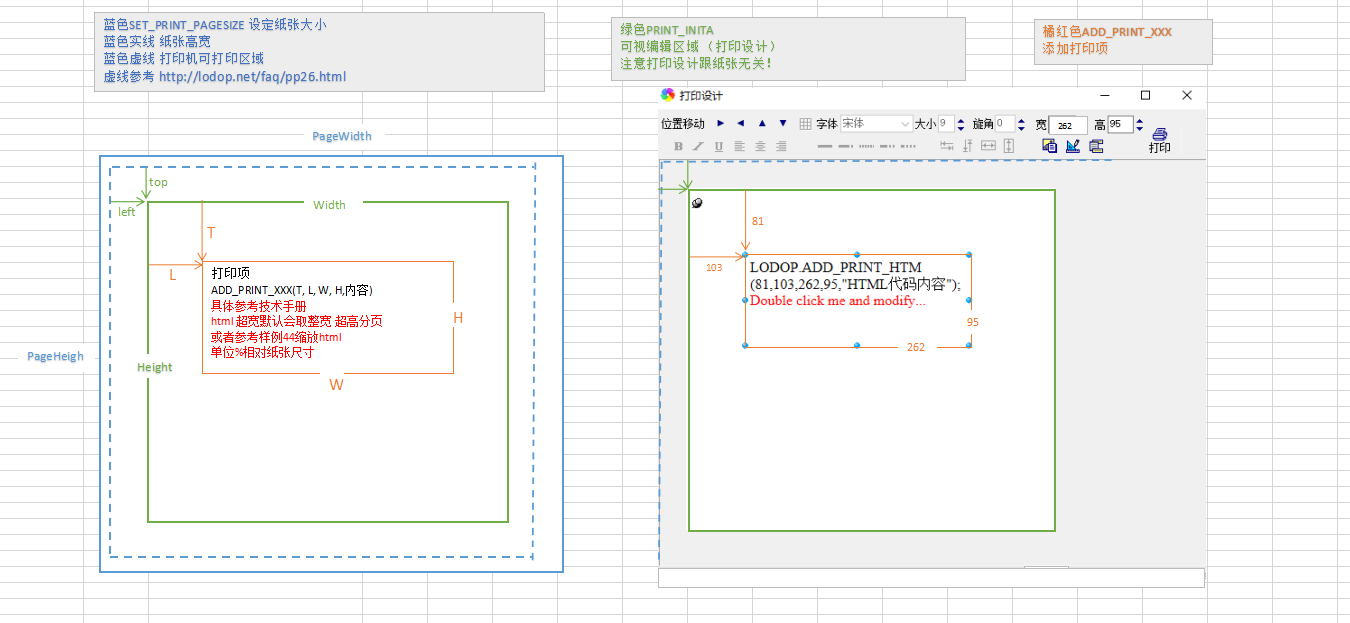 蓝色SET_PRINT_PAGESIZE 设定纸张大小
蓝色实线 纸张高宽
蓝色虚线 打印机可打印区域
虚线参考 http://lodop.net/faq/pp26.html
绿色PRINT_INITA
可视编辑区域（打印设计）
注意打印设计跟纸张无关！
橘红色ADD_PRINT_XXX
添加打印项
PageWidth
top
left
Width
T
L
打印项
ADD_PRINT_XXX(T, L, W, H,内容)
具体参考技术手册
html 超宽默认会取整宽 超高分页
或者参考样例44缩放html
单位%相对纸张尺寸
H
W
PageHeigh
Height
打印设计
位置移动 字体 宋体 大小 9 旋角 0 宽 262 高 95
B U 打印
81
103
LODOP.ADD_PRINT_HTM
(81,103,262,95,"HTML代码内容");
Double click me and modify...
95
262